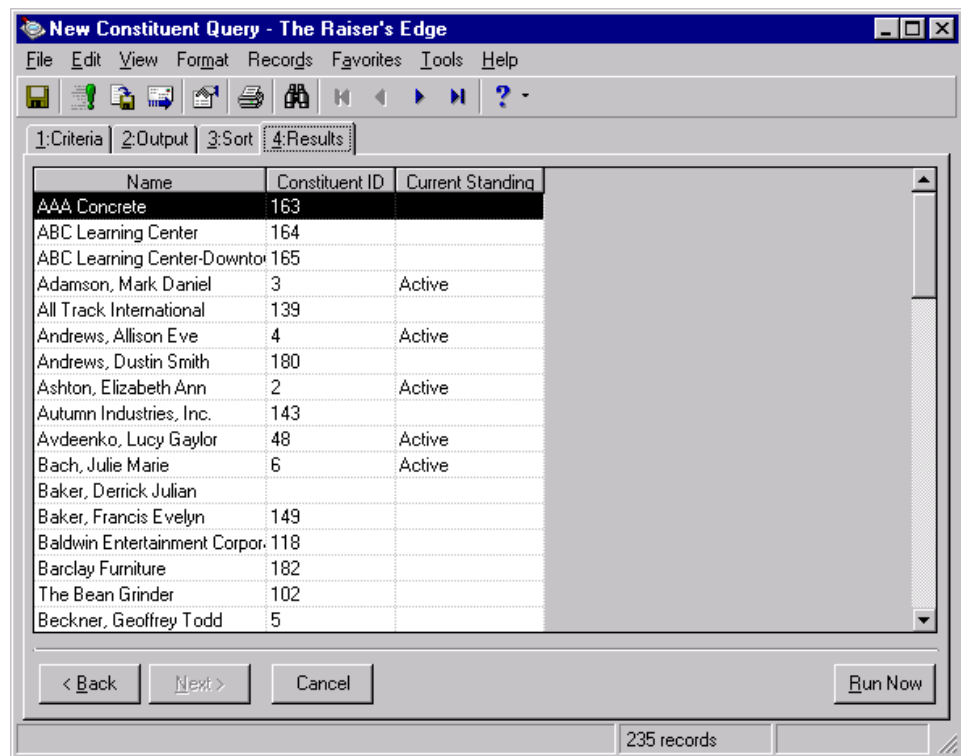 New Constituent Query - The Raiser's Edge
File Edit View Format Records Favorites Tools Help
1:Criteria 2:Output 3:Sort 4:Results
Name Constituent ID Current Standing
AAA Concrete 163
ABC Learning Center 164
ABC Learning Center-Downto 165
Adamson, Mark Daniel 3 Active
All Track International 139
Andrews, Allison Eve 4 Active
Andrews, Dustin Smith 180
Ashton, Elizabeth Ann 2 Active
Autumn Industries, Inc. 143
Avdeenko, Lucy Gaylor 48 Active
Bach, Julie Marie 6 Active
Baker, Derrick Julian
Baker, Francis Evelyn 149
Baldwin Entertainment Corpor 118
Barclay Furniture 182
The Bean Grinder 102
Beckner, Geoffrey Todd 5
< Back Next > Cancel Run Now
235 records